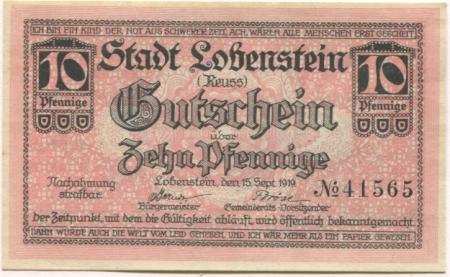 ICH BIN EIN KIND DER NOT AUS SCHWERER ZEIT, ACH, WÄREN ALLE MENSCHEN ERST GESCHEIT,
Stadt Lobenstein
(Reuss)
10 Pfennige
10 Pfennige
Gutschein
über
Zehn Pfennige
Nachahmung
strafbar.
Lobenstein, den 15. Sept. 1919.
No 41565
Bürgermeister
Gemeinderats-Vorsitzender
der Zeitpunkt, mit dem die Gültigkeit abläuft, wird öffentlich bekanntgemacht.
DANN WÜRDE AUCH DIE WELT VOM LEID GENESEN, UND ICH WÄR MEHR ALS EIN PAPIER GEWESEN.